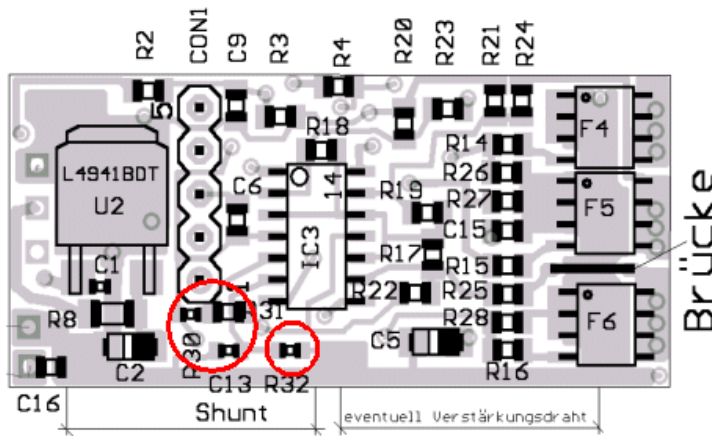 R2 CON1 C9 R3 R4 R20 R23 R21 R24
5
F4
R18
R14
L4941BDT
R26
14
U2
C6
R19
R27
F5
C15
IC3
R17
Brücke
C1
1
R15
R22
R25
R8
R31
R28
F6
C5
R30
C2
R16
C13
R32
C16
Shunt
eventuell Verstärkungsdraht